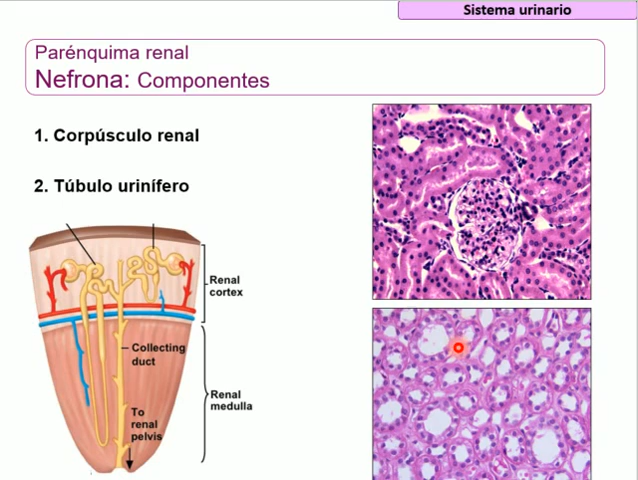 Sistema urinario
Parénquima renal
Nefrona: Componentes
1. Corpúsculo renal
2. Túbulo urinífero
Renal
cortex
Collecting
duct
Renal
medulla
To
renal
pelvis